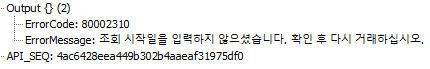 Output {} (2)
ErrorCode: 80002310
ErrorMessage: 조회 시작일을 입력하지 않으셨습니다. 확인 후 다시 거래하십시오.
API_SEQ: 4ac6428eea449b302b4aaeaf31975df0